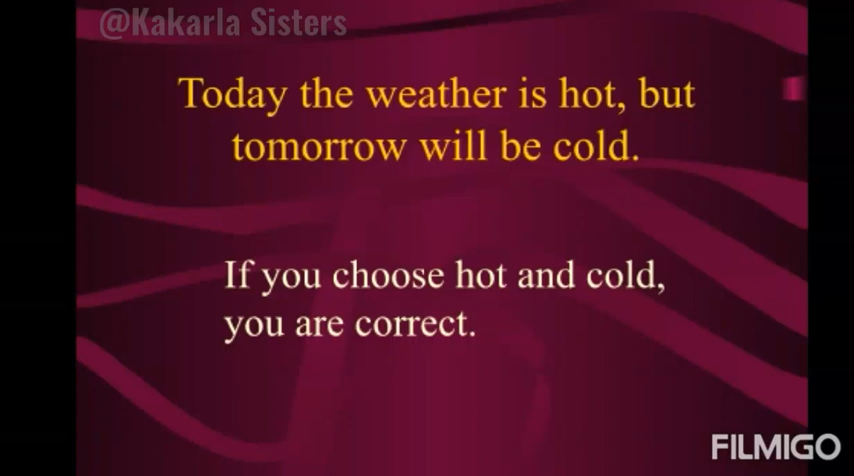 @Kakarla Sisters
Today the weather is hot, but
tomorrow will be cold.
If you choose hot and cold,
you are correct.
FILMIGO